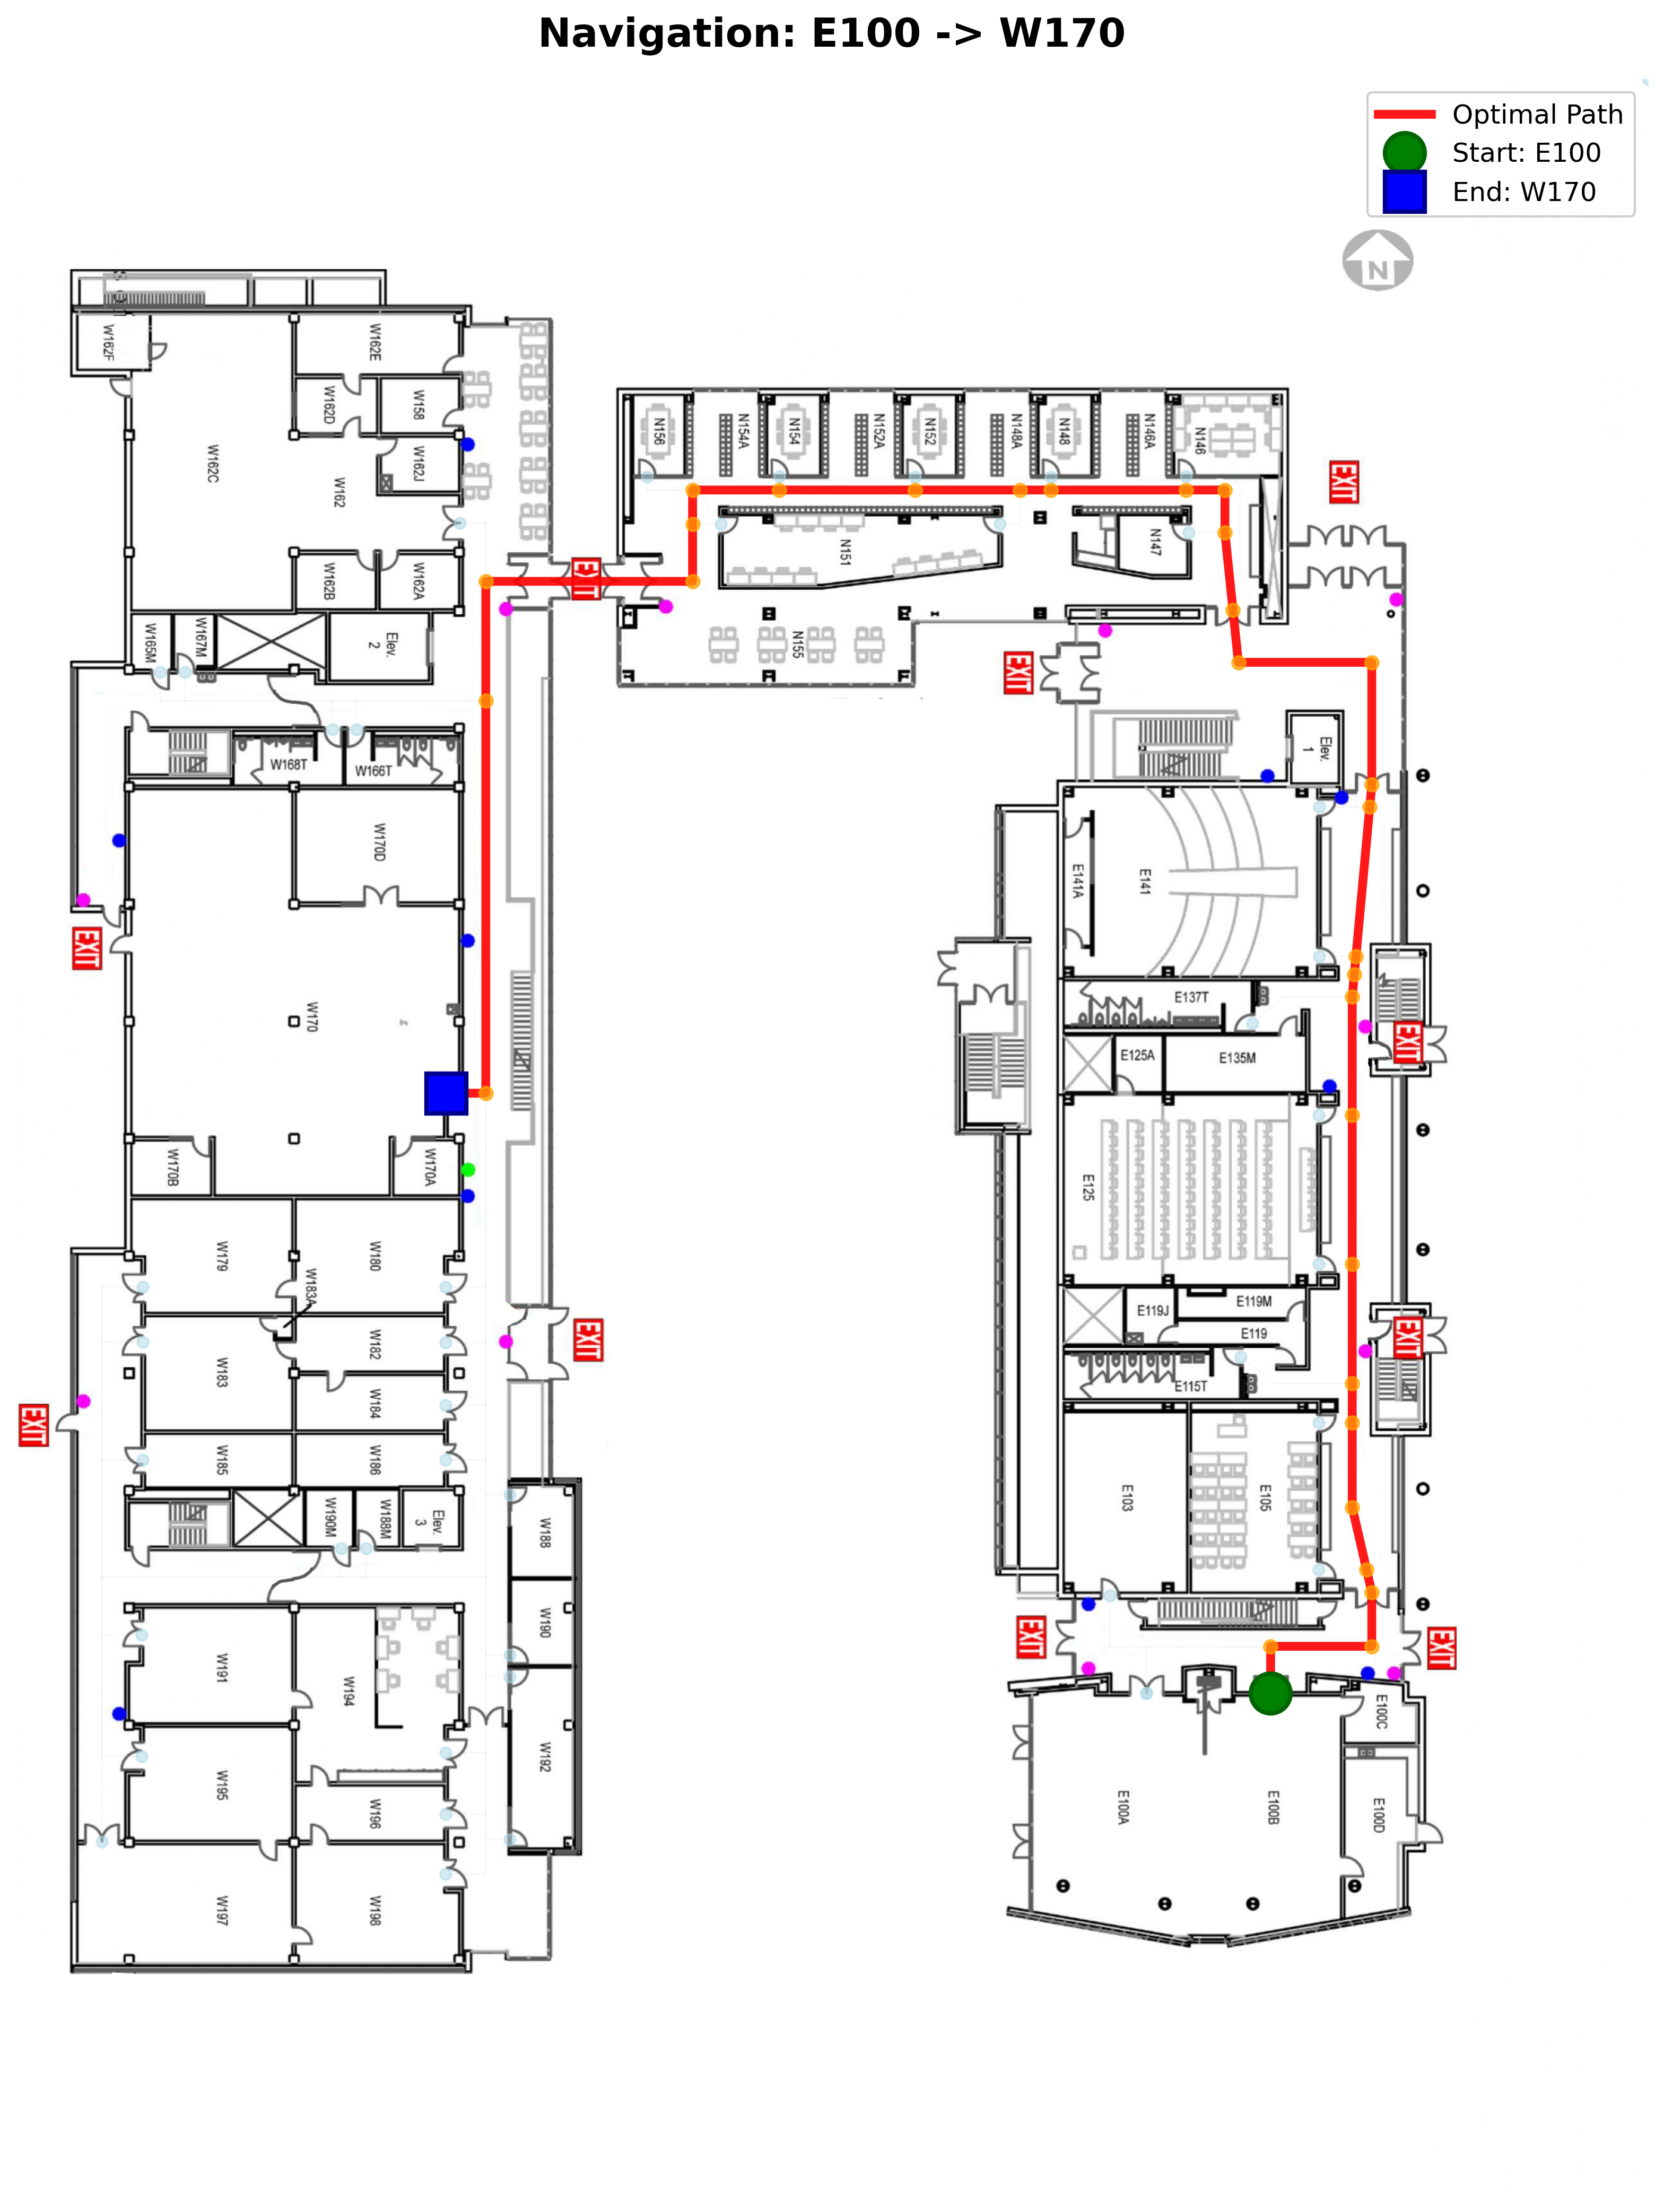 Navigation: E100 -> W170
Optimal Path
Start: E100
End: W170
N
W162F
W162E
W162D
W158
W162C
W162J
W162
W162B
W162A
W165M
W167M
Elev. 2
W168T
W166T
W170D
W170
W170B
W170A
W179
W180
W183A
W182
W183
W184
W185
W186
W190M
W188M
Elev. 3
W188
W190
W191
W194
W192
W195
W196
W197
W198
EXIT
EXIT
EXIT
EXIT
N156
N154A
N154
N152A
N152
N148A
N148
N146A
N146
N151
N147
N155
EXIT
EXIT
Elev. 1
E141A
E141
E137T
E125A
E135M
EXIT
E125
E119J
E119M
E119
EXIT
E115T
E103
E105
EXIT
EXIT
E100C
E100A
E100B
E100D